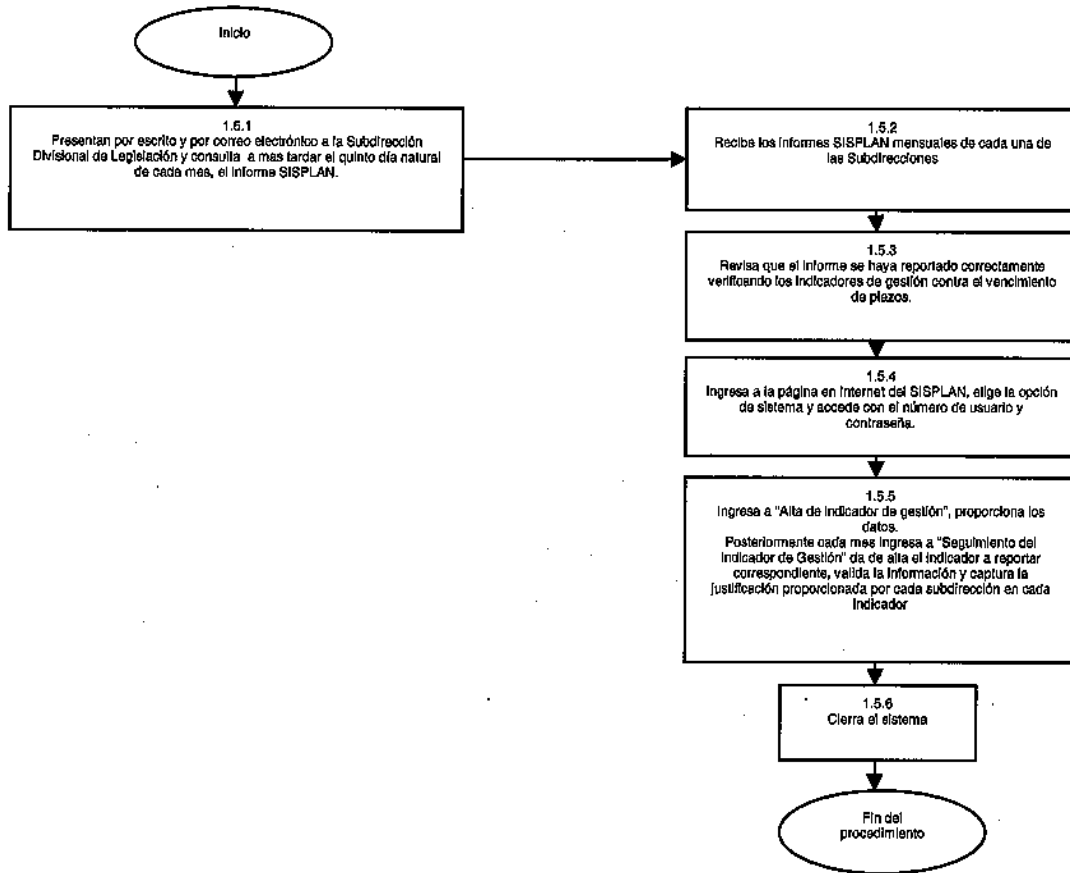 Inicio
1.5.1
Presentan por escrito y por correo electrónico a la Subdirección
Divisional de Legislación y consulta a mas tardar el quinto día natural
de cada mes, el informe SISPLAN.
1.5.2
Recibe los informes SISPLAN mensuales de cada una de
las Subdirecciones
1.5.3
Revisa que el informe se haya reportado correctamente
verificando los indicadores de gestión contra el vencimiento
de plazos.
1.5.4
Ingresa a la página en internet del SISPLAN, elige la opción
de sistema y accede con el número de usuario y
contraseña.
1.5.5
Ingresa a "Alta de indicador de gestión", proporciona los
datos.
Posteriormente cada mes ingresa a "Seguimiento del
Indicador de Gestión" da de alta el indicador a reportar
correspondiente, valida la información y captura la
justificación proporcionada por cada subdirección en cada
indicador
1.5.6
Cierra el sistema
Fin del
procedimiento